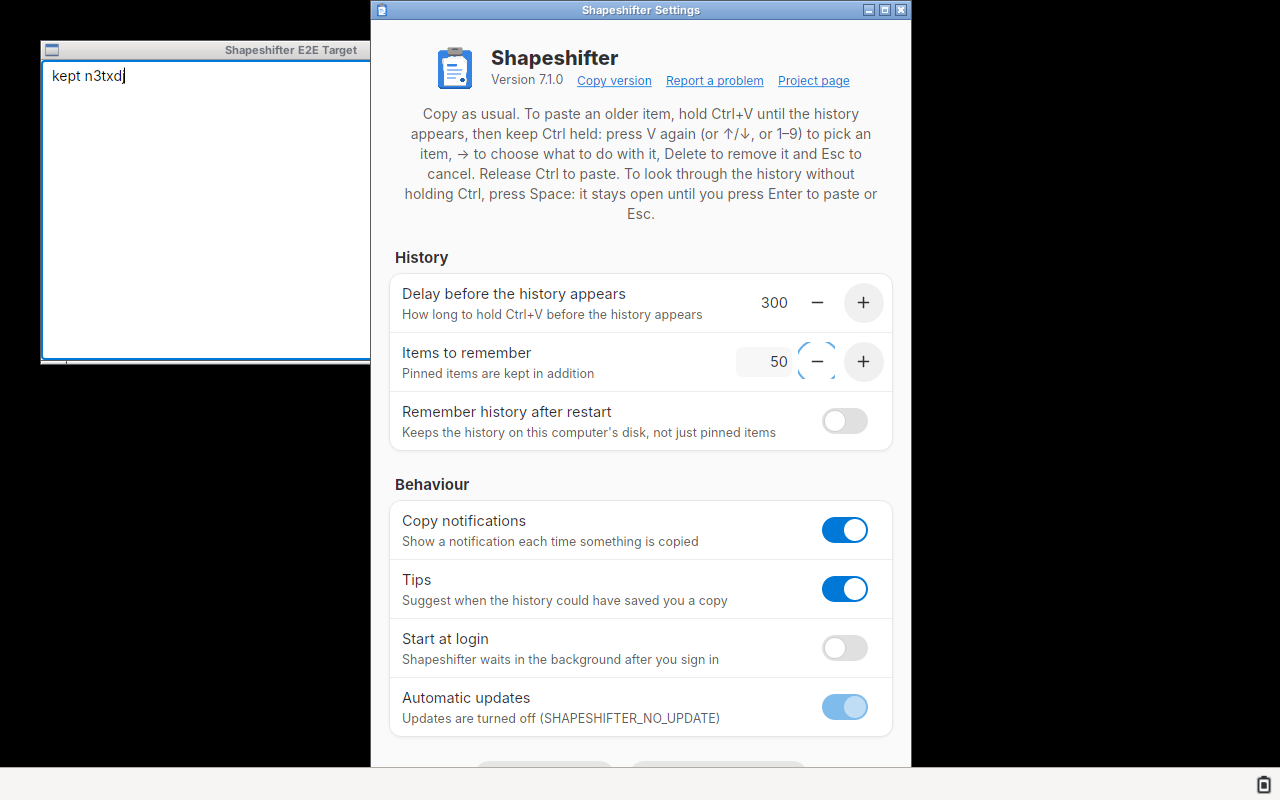 Shapeshifter Settings
Shapeshifter E2E Target
kept n3txdj
Shapeshifter
Version 7.1.0 Copy version Report a problem Project page
Copy as usual. To paste an older item, hold Ctrl+V until the history
appears, then keep Ctrl held: press V again (or ↑/↓, or 1–9) to pick an
item, → to choose what to do with it, Delete to remove it and Esc to
cancel. Release Ctrl to paste. To look through the history without
holding Ctrl, press Space: it stays open until you press Enter to paste or
Esc.
History
Delay before the history appears
300
How long to hold Ctrl+V before the history appears
Items to remember
50
Pinned items are kept in addition
Remember history after restart
Keeps the history on this computer's disk, not just pinned items
Behaviour
Copy notifications
Show a notification each time something is copied
Tips
Suggest when the history could have saved you a copy
Start at login
Shapeshifter waits in the background after you sign in
Automatic updates
Updates are turned off (SHAPESHIFTER_NO_UPDATE)